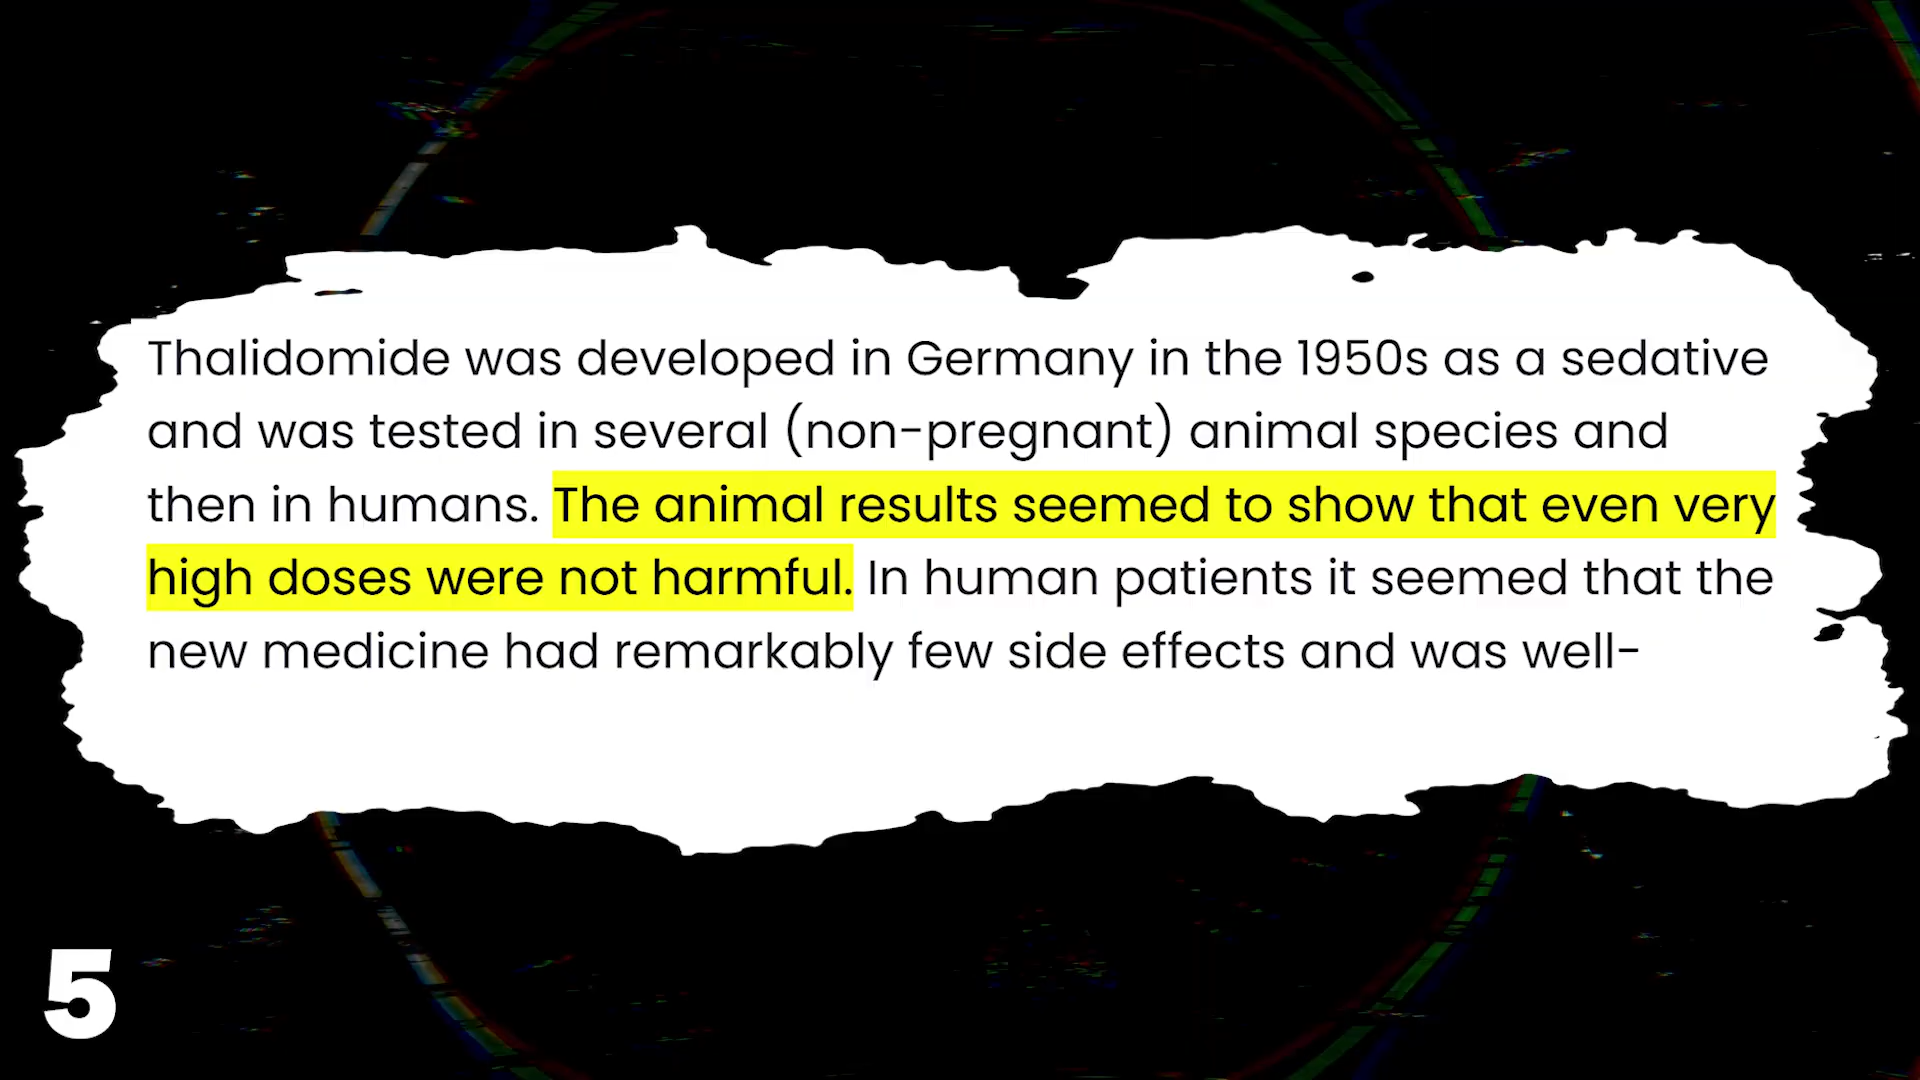 Thalidomide was developed in Germany in the 1950s as a sedative
and was tested in several (non-pregnant) animal species and
then in humans. The animal results seemed to show that even very
high doses were not harmful. In human patients it seemed that the
new medicine had remarkably few side effects and was well-
5